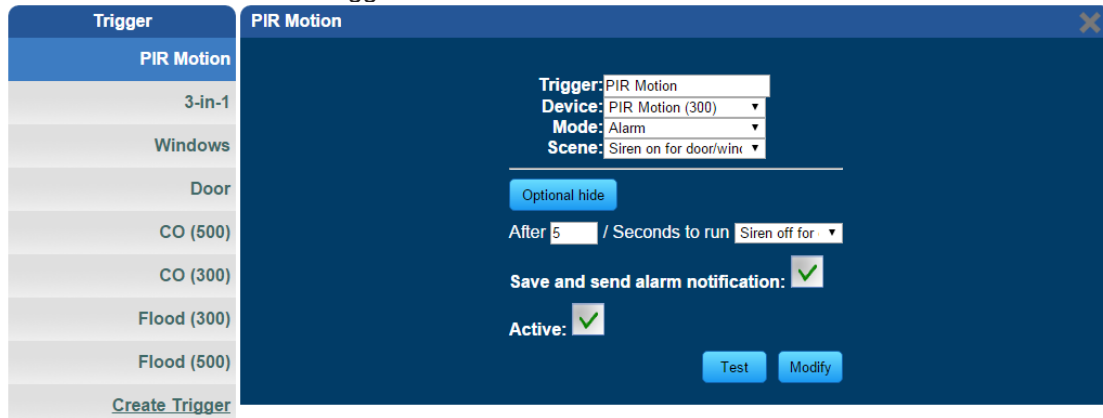 Trigger
PIR Motion
PIR Motion
3-in-1
Windows
Door
CO (500)
CO (300)
Flood (300)
Flood (500)
Create Trigger
Trigger: PIR Motion
Device: PIR Motion (300)
Mode: Alarm
Scene: Siren on for door/wind
Optional hide
After 5 / Seconds to run Siren off for
Save and send alarm notification:
Active:
Test Modify